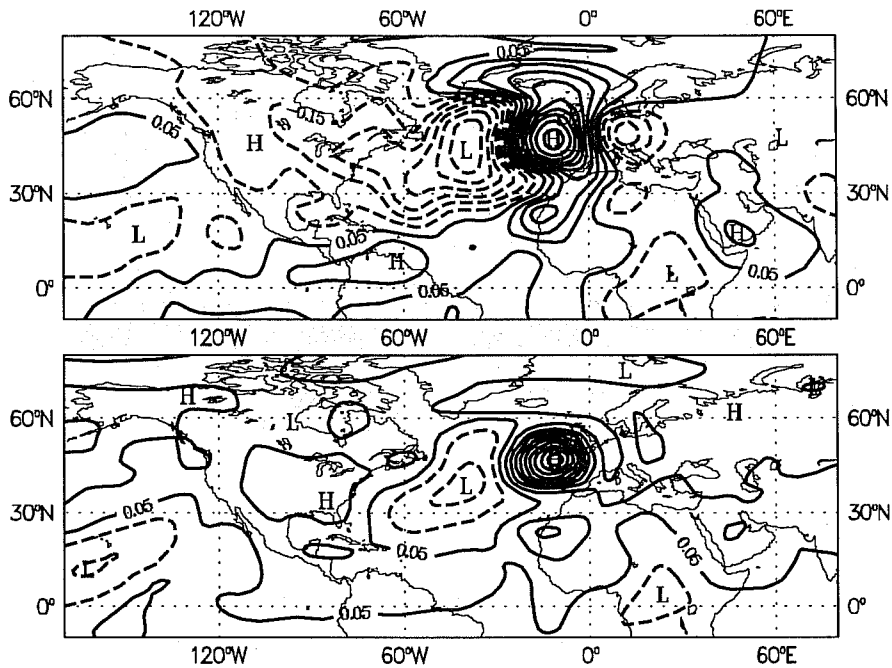 120°W 60°W 0° 60°E
0.05
60°N 60°N
0.05 0.15
H L H L
30°N 30°N
L 0.05 H H L 0.05
0° 0.05 0°
120°W 60°W 0° 60°E
H L
60°N L H 60°N
L
30°N H 30°N
0.05 0.05 0.05
L L
0° 0.05 0°
120°W 60°W 0° 60°E